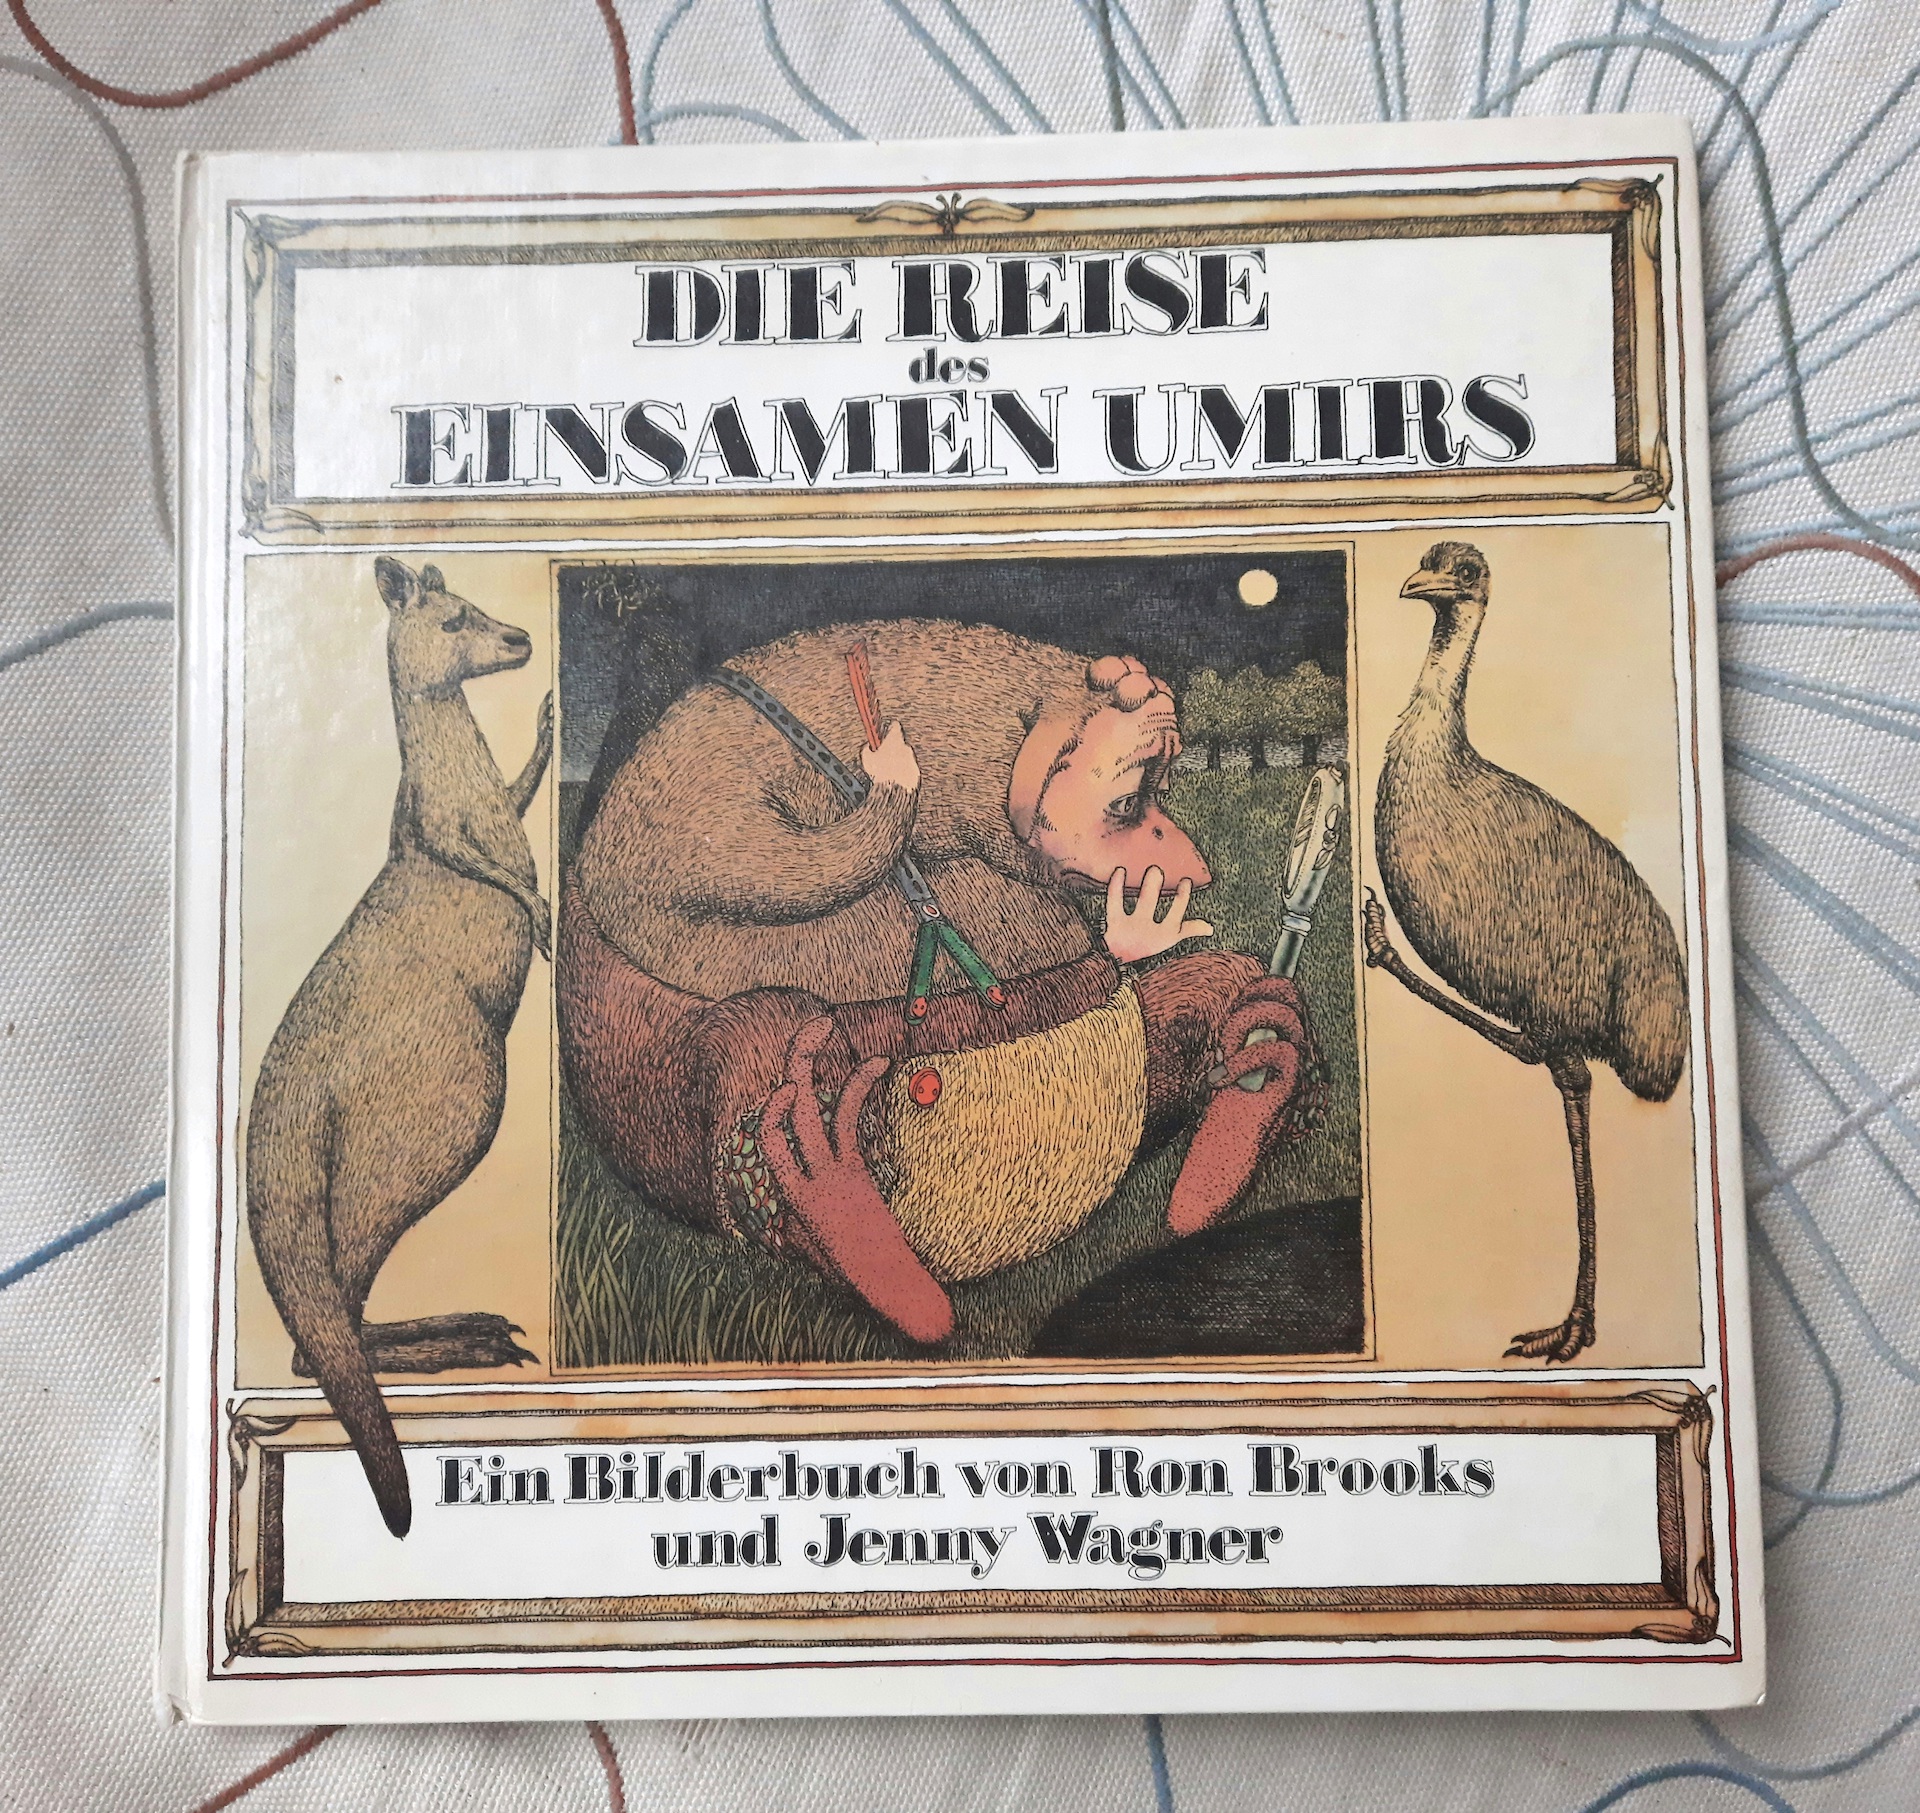 DIE REISE
des
EINSAMEN UMIRS
Ein Bilderbuch von Ron Brooks
und Jenny Wagner